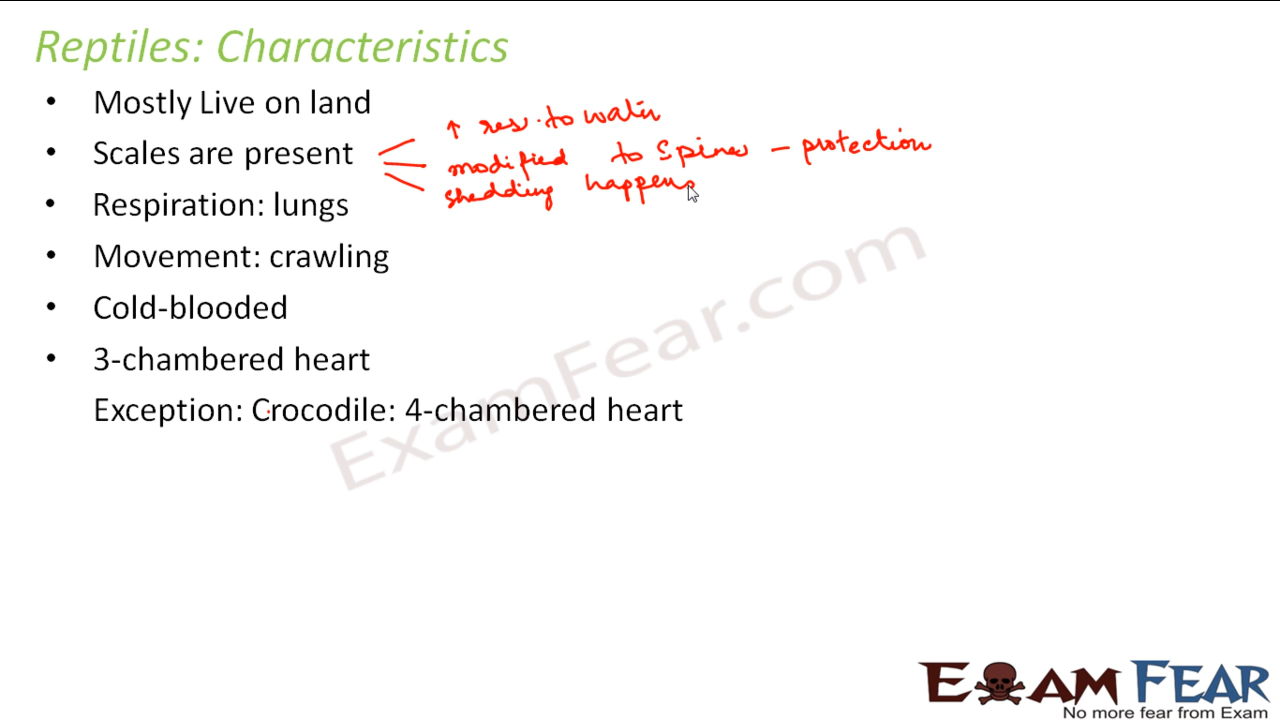 Reptiles: Characteristics
• Mostly Live on land
↑ res. to water
• Scales are present
modified to Spines - protection
shedding happens
• Respiration: lungs
• Movement: crawling
• Cold-blooded
• 3-chambered heart
Exception: Crocodile: 4-chambered heart
ExamFear.com
EXAM FEAR
No more fear from Exam